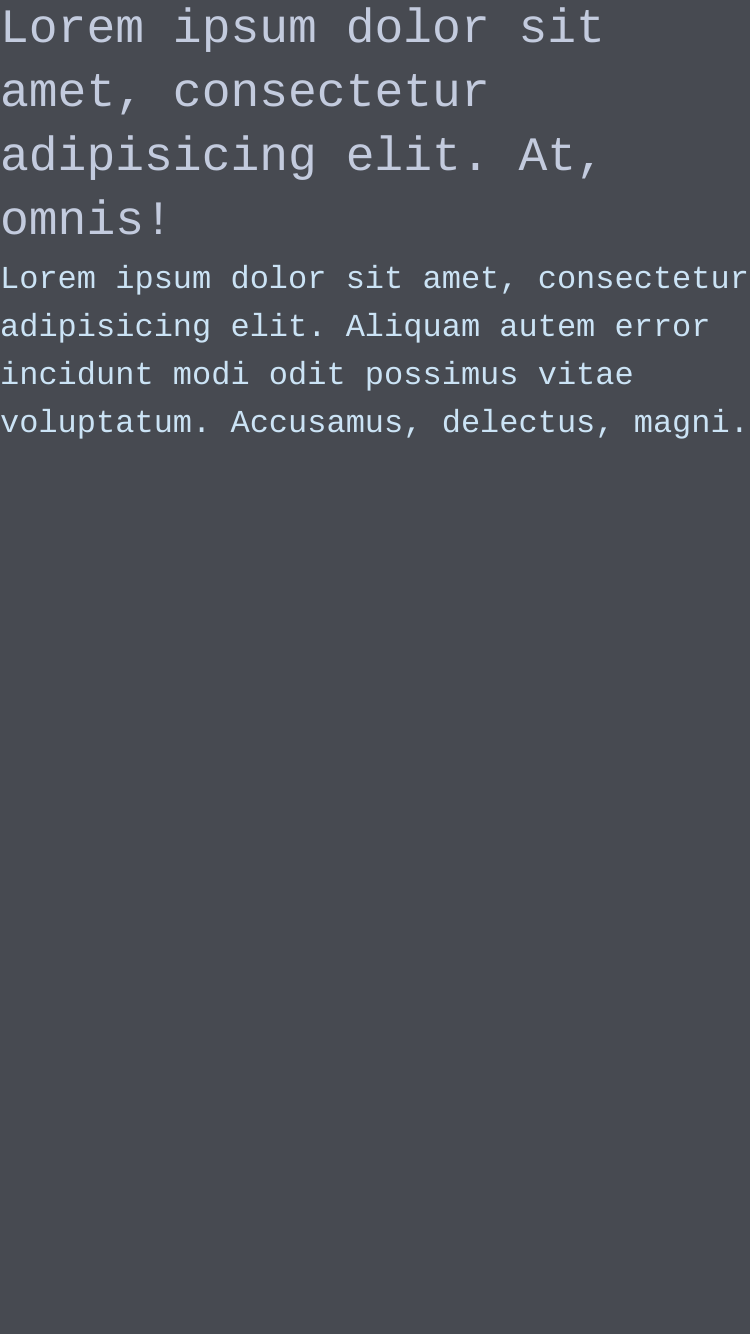 Lorem ipsum dolor sit
amet, consectetur
adipisicing elit. At,
omnis!
Lorem ipsum dolor sit amet, consectetur
adipisicing elit. Aliquam autem error
incidunt modi odit possimus vitae
voluptatum. Accusamus, delectus, magni.